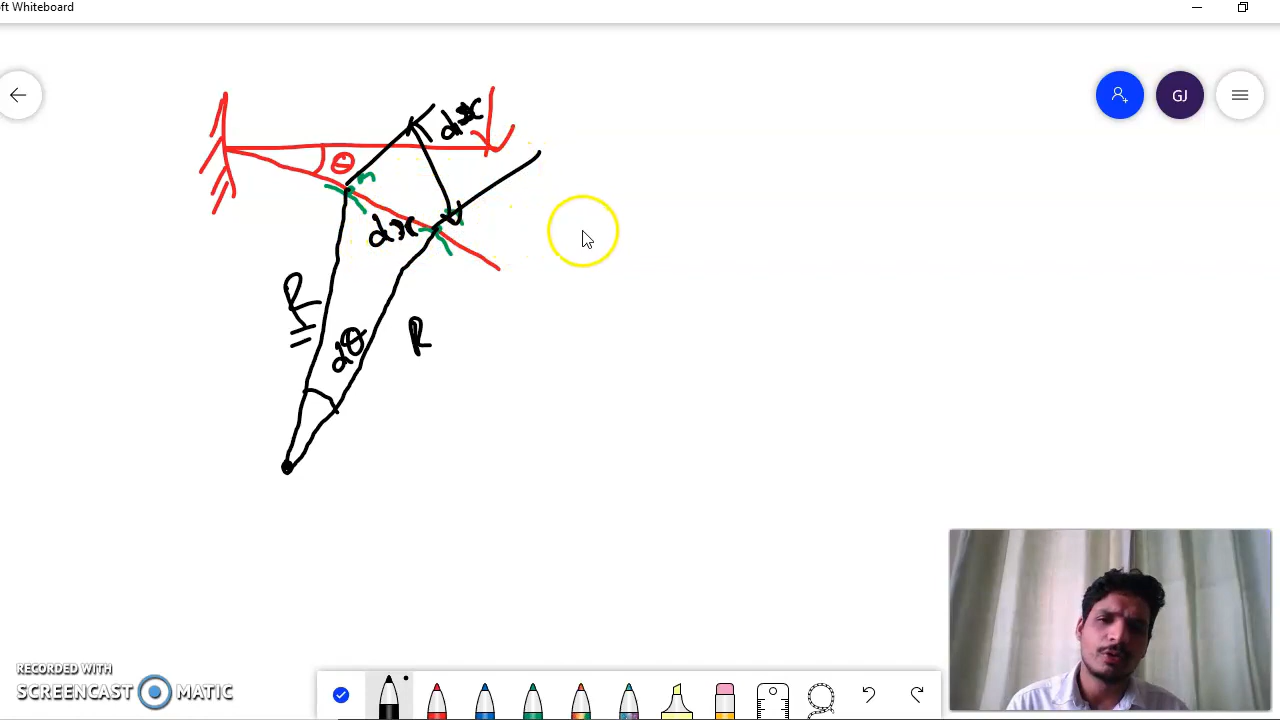 ft Whiteboard
GJ
dx
θ
n
dx
R
dθ
R
RECORDED WITH
SCREENCAST MATIC